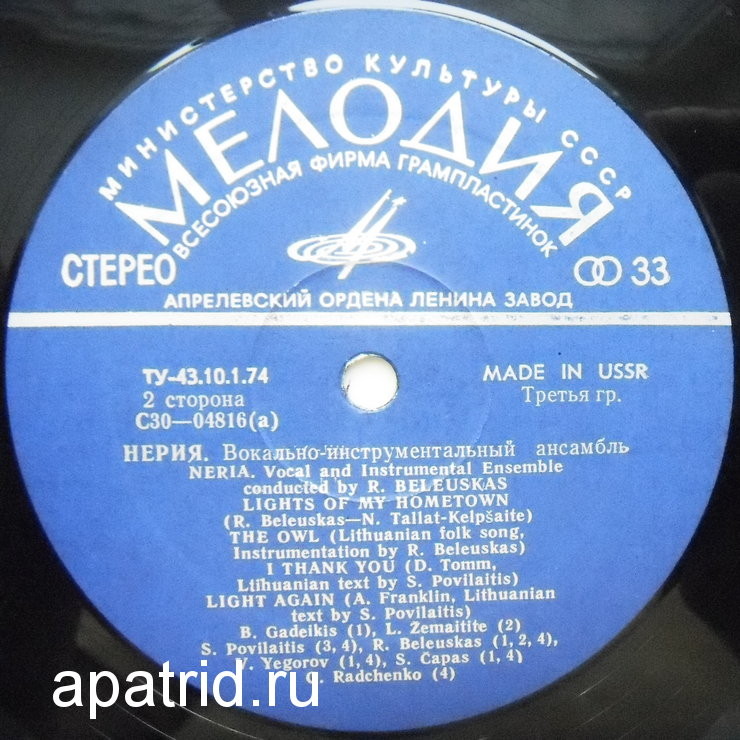 МИНИСТЕРСТВО КУЛЬТУРЫ СССР
МЕЛОДИЯ
ВСЕСОЮЗНАЯ ФИРМА ГРАМПЛАСТИНОК
СТЕРЕО 33
АПРЕЛЕВСКИЙ ОРДЕНА ЛЕНИНА ЗАВОД
ТУ-43.10.1.74
2 сторона
С30—04816(а)
MADE IN USSR
Третья гр.
НЕРИЯ. Вокально-инструментальный ансамбль
NERIA. Vocal and Instrumental Ensemble
conducted by R. BELEUSKAS
LIGHTS OF MY HOMETOWN
(R. Beleuskas—N. Tallat-Kelpšaite)
THE OWL (Lithuanian folk song,
Instrumentation by R. Beleuskas)
I THANK YOU (D. Tomm,
Lithuanian text by S. Povilaitis)
LIGHT AGAIN (A. Franklin, Lithuanian
text by S. Povilaitis)
B. Gadeikis (1), L. Zemaitite (2)
S. Povilaitis (3, 4), R. Beleuskas (1, 2, 4),
V. Yegorov (1, 4), S. Čapas (1, 4)
Radchenko (4)
apatrid.ru